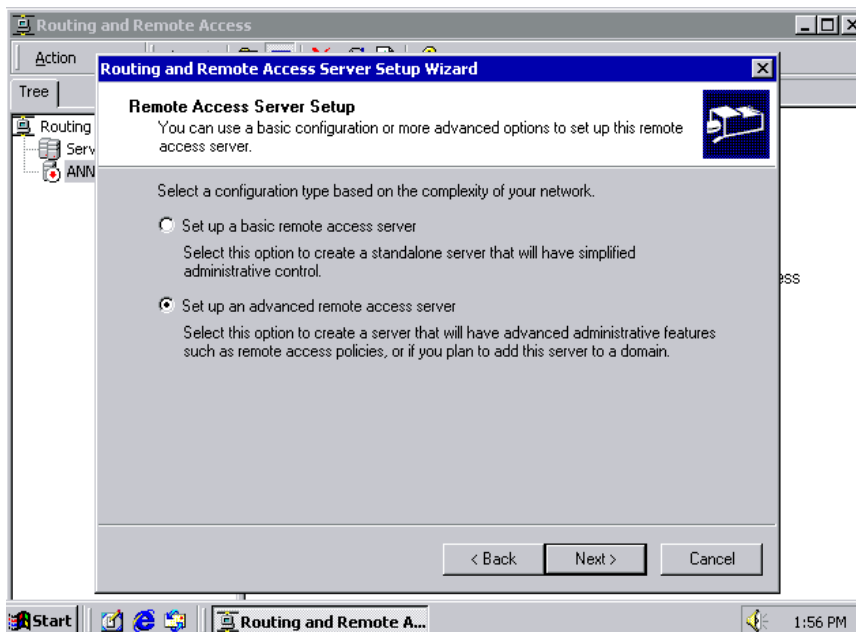 Routing and Remote Access
Action
Routing and Remote Access Server Setup Wizard
Tree
Remote Access Server Setup
You can use a basic configuration or more advanced options to set up this remote
access server.
Routing
Serv
ANN
Select a configuration type based on the complexity of your network.
Set up a basic remote access server
Select this option to create a standalone server that will have simplified
administrative control.
ess
Set up an advanced remote access server
Select this option to create a server that will have advanced administrative features
such as remote access policies, or if you plan to add this server to a domain.
< Back
Next >
Cancel
Start
Routing and Remote A...
1:56 PM